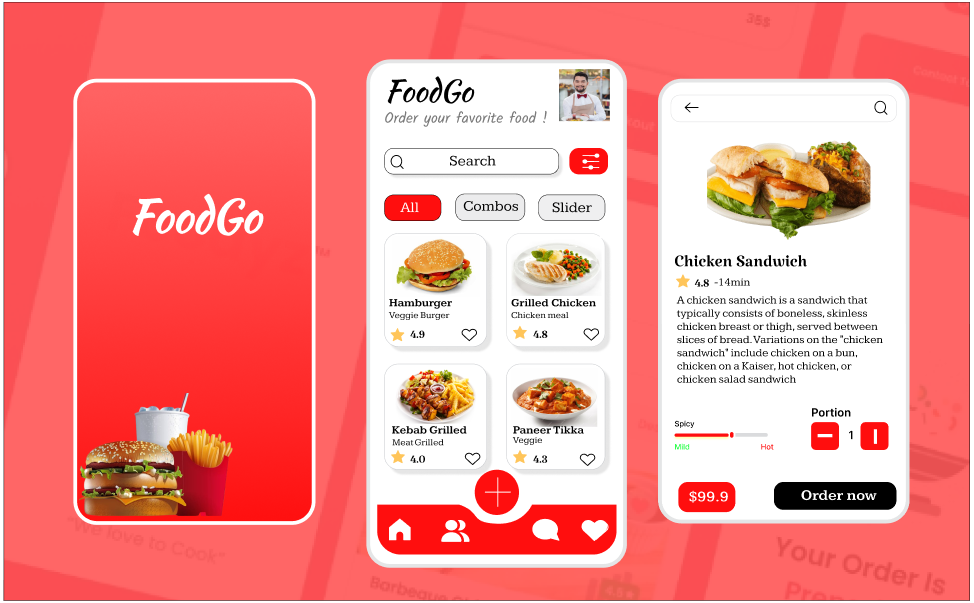 36$
FoodGo
FoodGo
Order your favorite food !
Search
All
Combos
Slider
Hamburger
Veggie Burger
4.9
Grilled Chicken
Chicken meal
4.8
Kebab Grilled
Meat Grilled
4.0
Paneer Tikka
Veggie
4.3
Chicken Sandwich
4.8 -14min
A chicken sandwich is a sandwich that
typically consists of boneless, skinless
chicken breast or thigh, served between
slices of bread. Variations on the "chicken
sandwich" include chicken on a bun,
chicken on a Kaiser, hot chicken, or
chicken salad sandwich
Spicy
Mild
Hot
Portion
1
$99.9
Order now
"We love to Cook"
Barbeque
Your Order Is